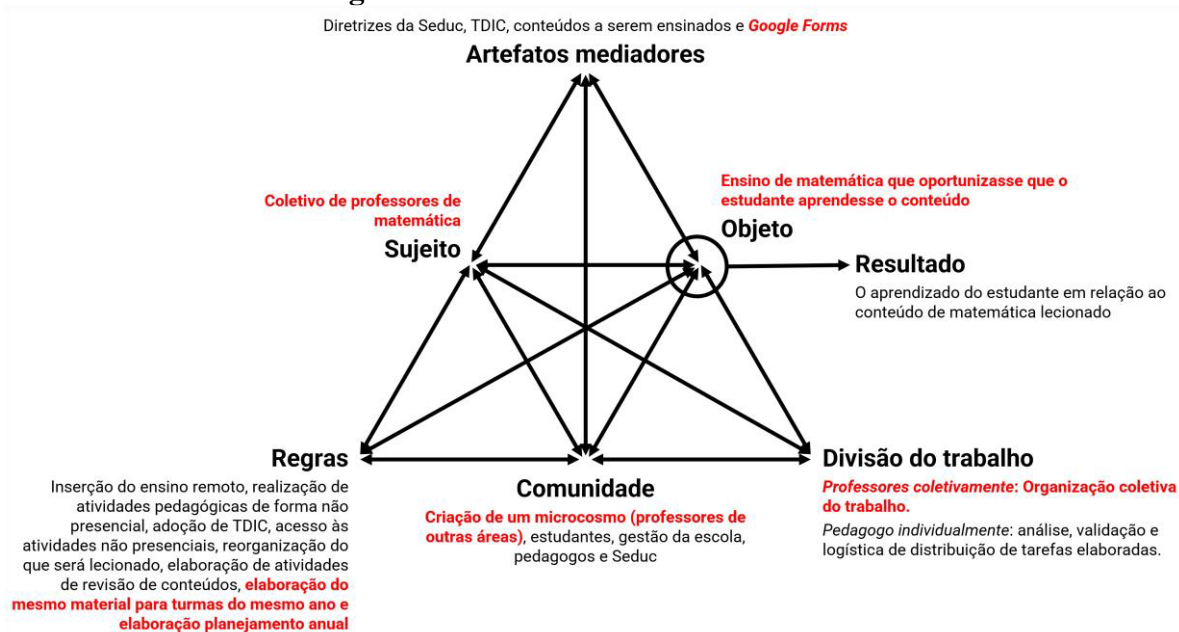 Diretrizes da Seduc, TDIC, conteúdos a serem ensinados e Google Forms
Artefatos mediadores
Coletivo de professores de
matemática
Sujeito
Ensino de matemática que oportunizasse que o
estudante aprendesse o conteúdo
Objeto
Resultado
O aprendizado do estudante em relação ao
conteúdo de matemática lecionado
Regras
Inserção do ensino remoto, realização de
atividades pedagógicas de forma não
presencial, adoção de TDIC, acesso às
atividades não presenciais, reorganização do
que será lecionado, elaboração de atividades
de revisão de conteúdos, elaboração do
mesmo material para turmas do mesmo ano e
elaboração planejamento anual
Comunidade
Criação de um microcosmo (professores de
outras áreas), estudantes, gestão da escola,
pedagogos e Seduc
Divisão do trabalho
Professores coletivamente: Organização coletiva
do trabalho.
Pedagogo individualmente: análise, validação e
logística de distribuição de tarefas elaboradas.